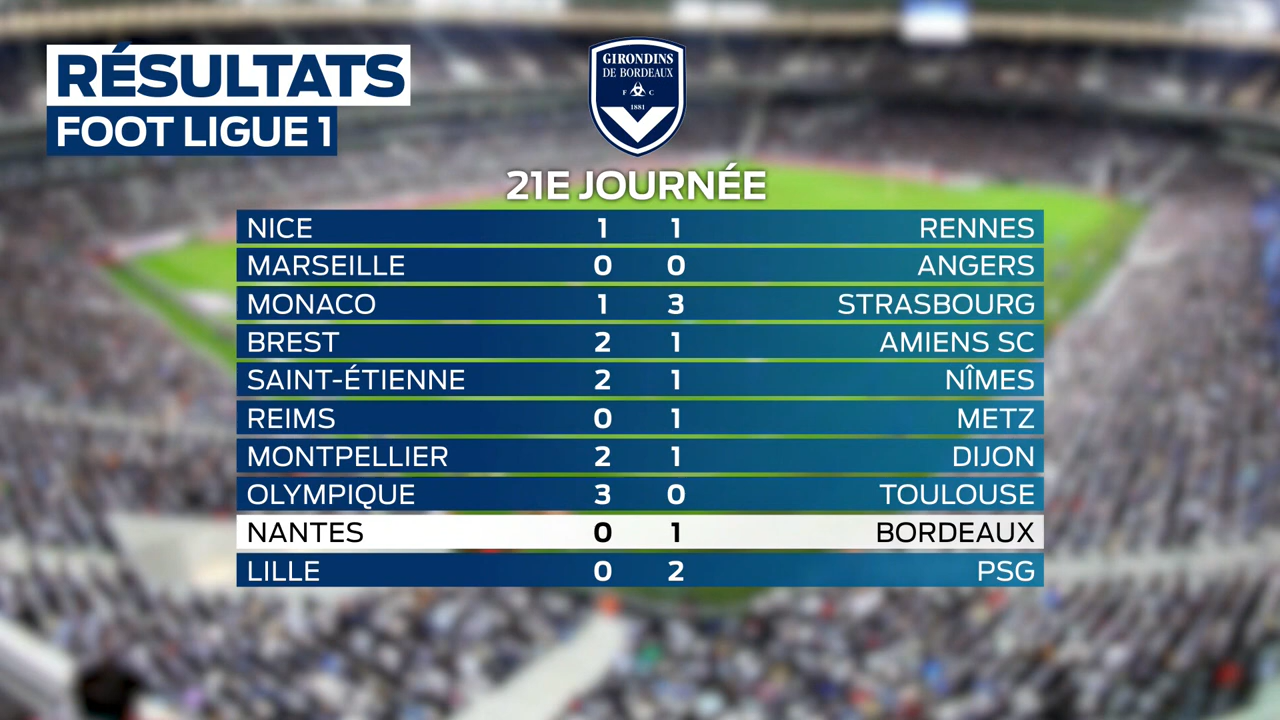 RÉSULTATS
FOOT LIGUE 1
GIRONDINS
DE BORDEAUX
F C
1881
21E JOURNÉE
NICE 1 1 RENNES
MARSEILLE 0 0 ANGERS
MONACO 1 3 STRASBOURG
BREST 2 1 AMIENS SC
SAINT-ÉTIENNE 2 1 NÎMES
REIMS 0 1 METZ
MONTPELLIER 2 1 DIJON
OLYMPIQUE 3 0 TOULOUSE
NANTES 0 1 BORDEAUX
LILLE 0 2 PSG